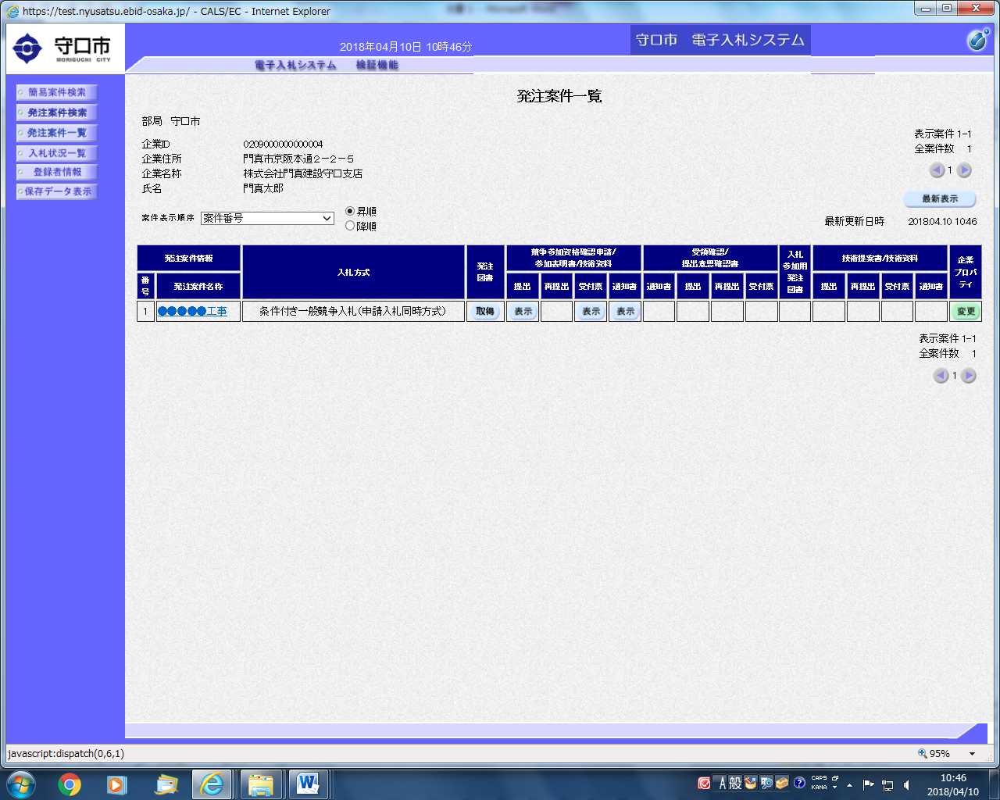 https://test.nyusatsu.ebid-osaka.jp/ - CALS/EC - Internet Explorer
守口市
MORIGUCHI CITY
2018年04月10日 10時46分
守口市　電子入札システム
電子入札システム　検証機能
簡易案件検索
発注案件検索
発注案件一覧
入札状況一覧
登録者情報
保存データ表示
発注案件一覧
部局　守口市
企業ID　0209000000000004
企業住所　門真市京阪本通２－２－５
企業名称　株式会社門真建設守口支店
氏名　門真太郎
表示案件 1-1
全案件数　1
1
最新表示
案件表示順序　案件番号
昇順
降順
最新更新日時　2018.04.10 10:46
発注案件情報
番号
発注案件名称
入札方式
発注図書
競争参加資格確認申請/
参加表明書/技術資料
提出　再提出　受付票　通知書
受領確認/
提出意思確認書
通知書　提出　再提出　受付票
入札
参加用
発注
図書
技術提案書/技術資料
提出　再提出　受付票　通知書
企業
プロパ
ティ
1　●●●●●工事　条件付き一般競争入札（申請入札同時方式）　取得　表示　表示　表示　変更
表示案件 1-1
全案件数　1
1
javascript:dispatch(0,6,1)
95%
A 般
CAPS
KANA
10:46
2018/04/10